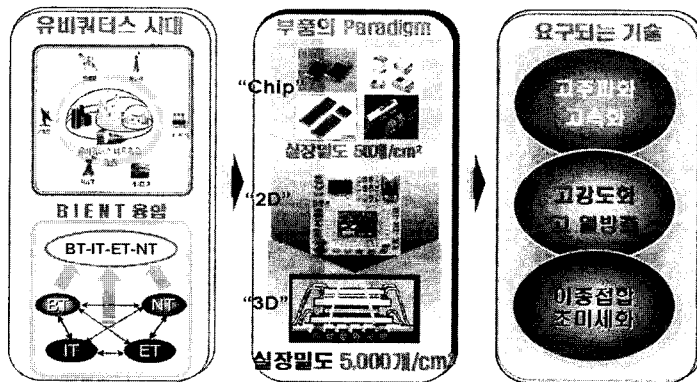 유비쿼터스 시대
BIENT 융합
BT-IT-ET-NT
BT
NT
IT
ET
부품의 Paradigm
“Chip”
실장밀도 50개/cm²
“2D”
“3D”
실장밀도 5,000개/cm²
요구되는 기술
고주파화
고속화
고강도화
고 열방출
이종접합
초미세화